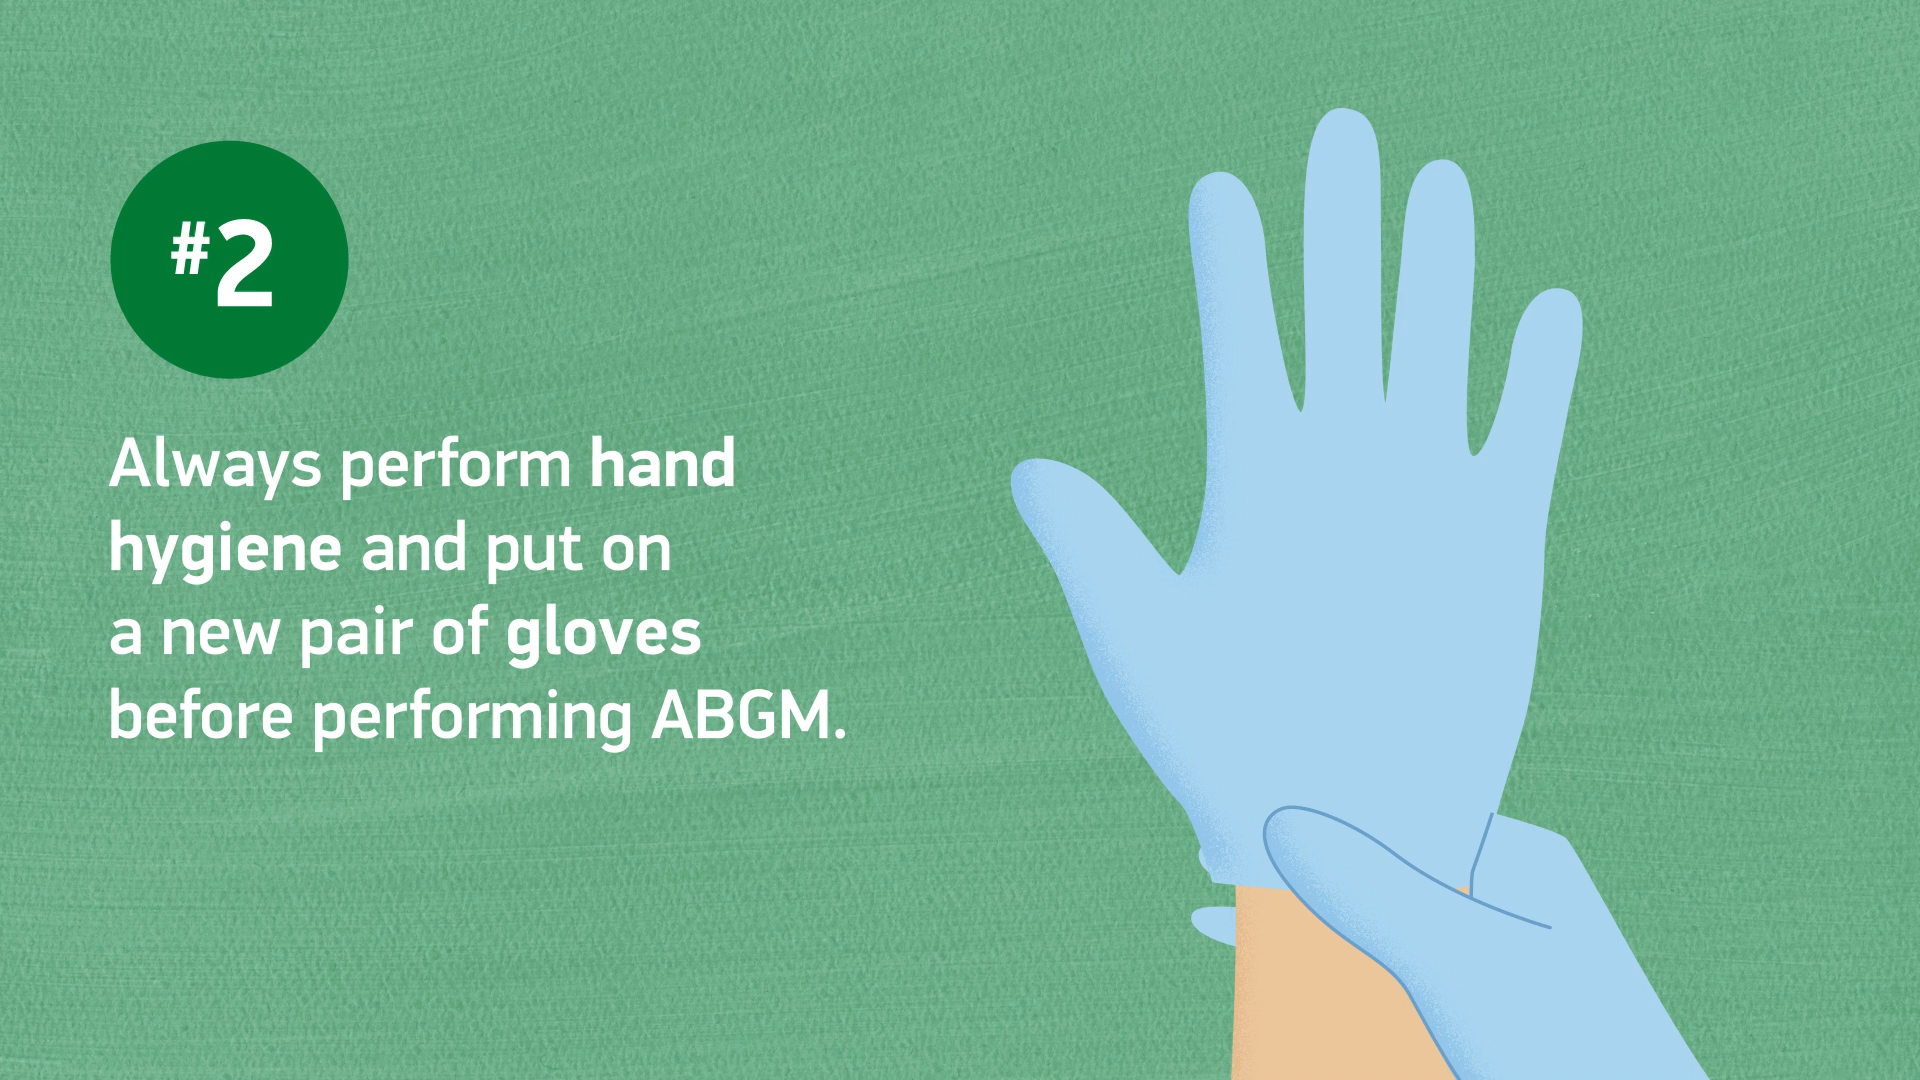 #2
Always perform hand
hygiene and put on
a new pair of gloves
before performing ABGM.